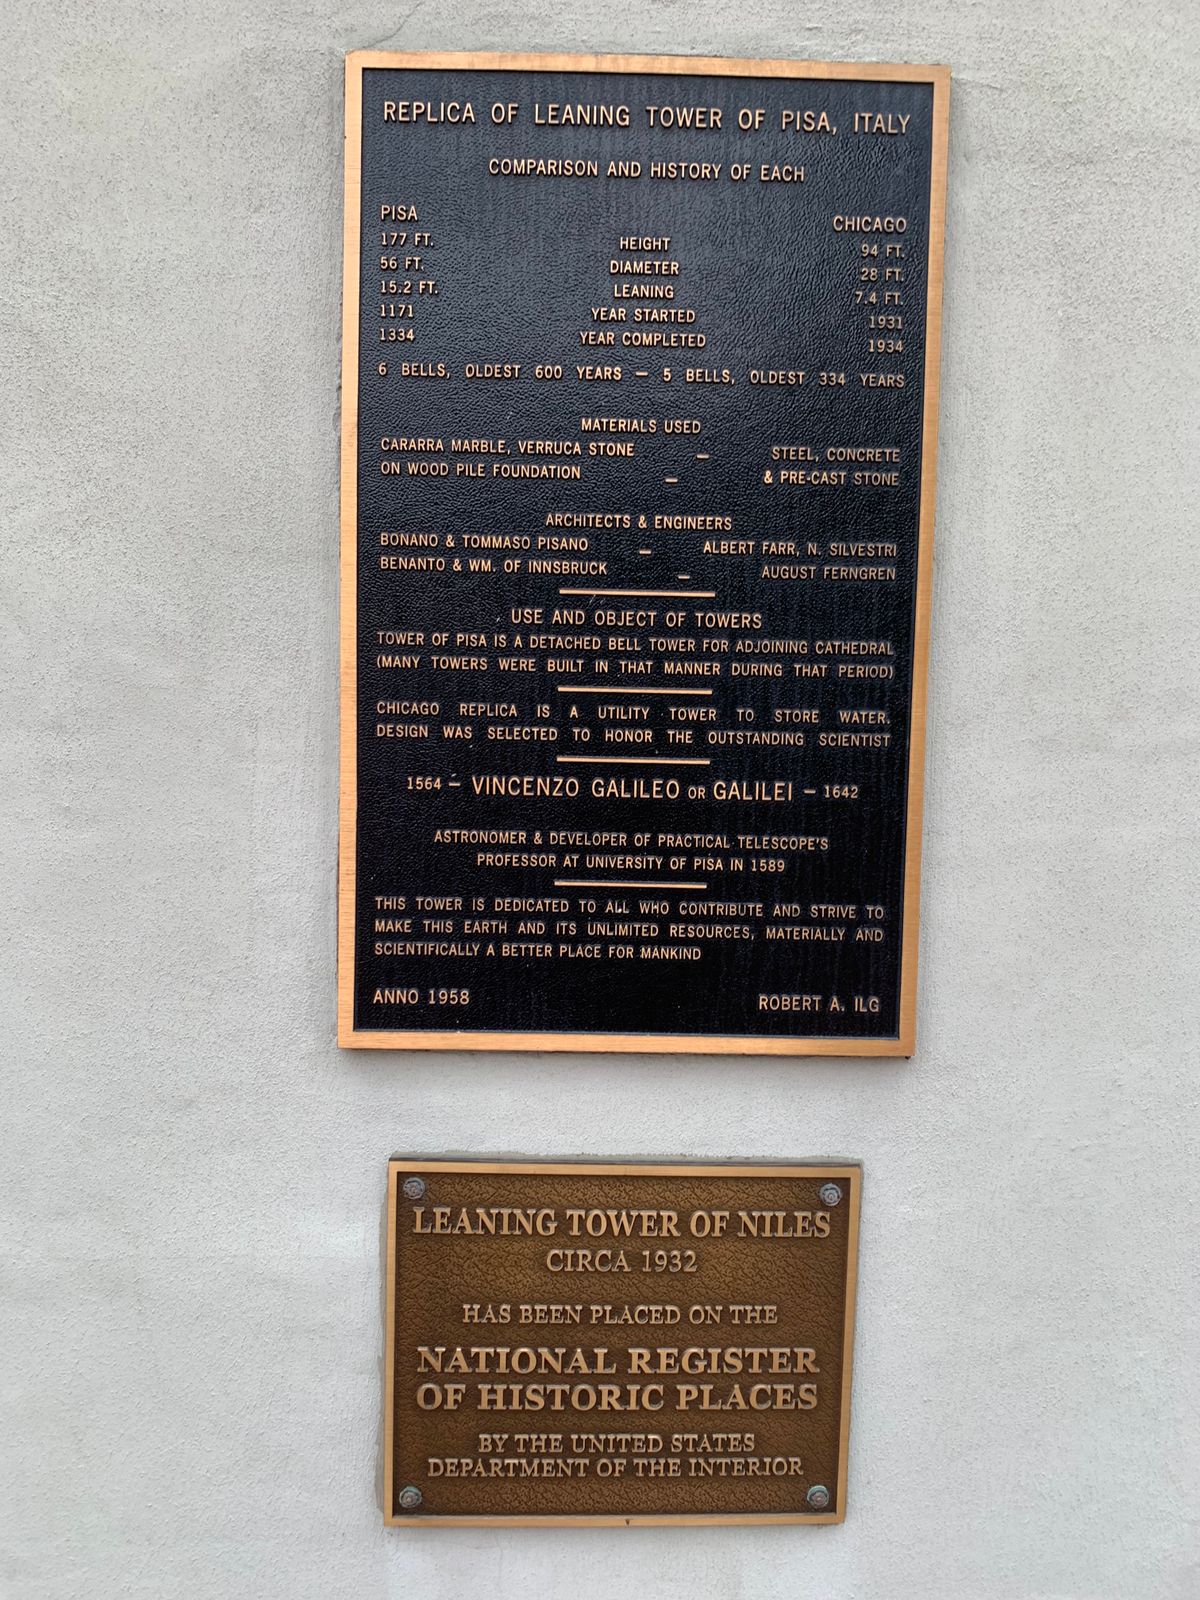 REPLICA OF LEANING TOWER OF PISA, ITALY
COMPARISON AND HISTORY OF EACH
PISA CHICAGO
177 FT. HEIGHT 94 FT.
56 FT. DIAMETER 28 FT.
15.2 FT. LEANING 7.4 FT.
1171 YEAR STARTED 1931
1334 YEAR COMPLETED 1934
6 BELLS, OLDEST 600 YEARS — 5 BELLS, OLDEST 334 YEARS
MATERIALS USED
CARARRA MARBLE, VERRUCA STONE — STEEL, CONCRETE
ON WOOD PILE FOUNDATION — & PRE-CAST STONE
ARCHITECTS & ENGINEERS
BONANO & TOMMASO PISANO — ALBERT FARR, N. SILVESTRI
BENANTO & WM. OF INNSBRUCK — AUGUST FERNGREN
USE AND OBJECT OF TOWERS
TOWER OF PISA IS A DETACHED BELL TOWER FOR ADJOINING CATHEDRAL
(MANY TOWERS WERE BUILT IN THAT MANNER DURING THAT PERIOD)
CHICAGO REPLICA IS A UTILITY TOWER TO STORE WATER.
DESIGN WAS SELECTED TO HONOR THE OUTSTANDING SCIENTIST
1564 – VINCENZO GALILEO OR GALILEI – 1642
ASTRONOMER & DEVELOPER OF PRACTICAL TELESCOPE'S
PROFESSOR AT UNIVERSITY OF PISA IN 1589
THIS TOWER IS DEDICATED TO ALL WHO CONTRIBUTE AND STRIVE TO
MAKE THIS EARTH AND ITS UNLIMITED RESOURCES, MATERIALLY AND
SCIENTIFICALLY A BETTER PLACE FOR MANKIND
ANNO 1958 ROBERT A. ILG
LEANING TOWER OF NILES
CIRCA 1932
HAS BEEN PLACED ON THE
NATIONAL REGISTER
OF HISTORIC PLACES
BY THE UNITED STATES
DEPARTMENT OF THE INTERIOR